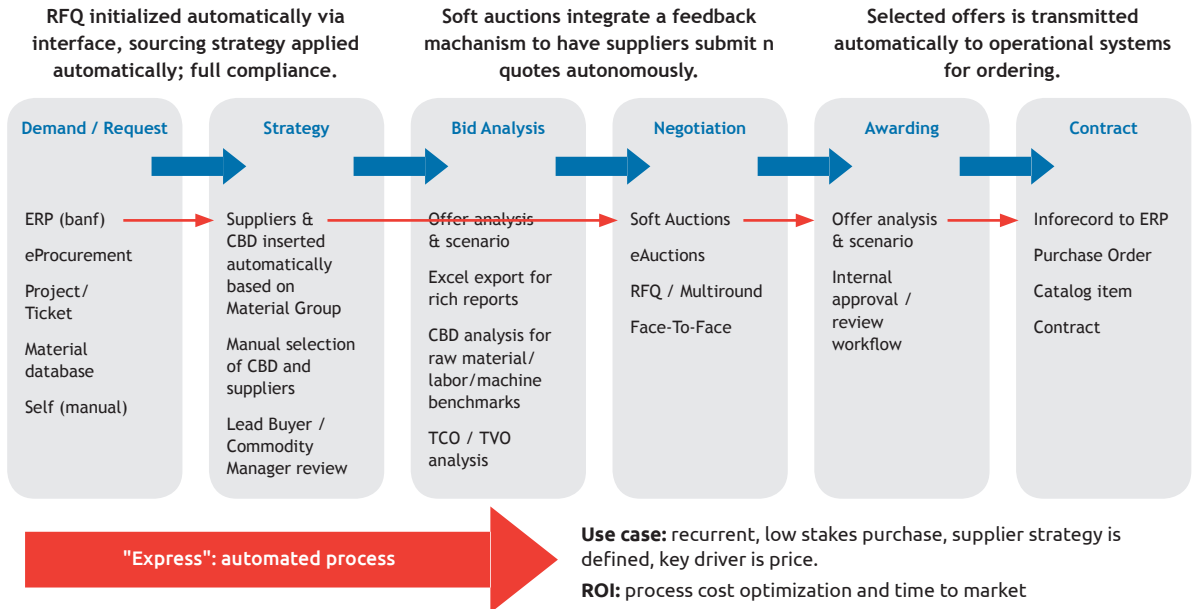 RFQ initialized automatically via
interface, sourcing strategy applied
automatically; full compliance.
Soft auctions integrate a feedback
machanism to have suppliers submit n
quotes autonomously.
Selected offers is transmitted
automatically to operational systems
for ordering.
Demand / Request
ERP (banf)
eProcurement
Project/
Ticket
Material
database
Self (manual)
Strategy
Suppliers &
CBD inserted
automatically
based on
Material Group
Manual selection
of CBD and
suppliers
Lead Buyer /
Commodity
Manager review
Bid Analysis
Offer analysis
& scenario
Excel export for
rich reports
CBD analysis for
raw material/
labor/machine
benchmarks
TCO / TVO
analysis
Negotiation
Soft Auctions
eAuctions
RFQ / Multiround
Face-To-Face
Awarding
Offer analysis
& scenario
Internal
approval /
review
workflow
Contract
Inforecord to ERP
Purchase Order
Catalog item
Contract
"Express": automated process
Use case: recurrent, low stakes purchase, supplier strategy is
defined, key driver is price.
ROI: process cost optimization and time to market